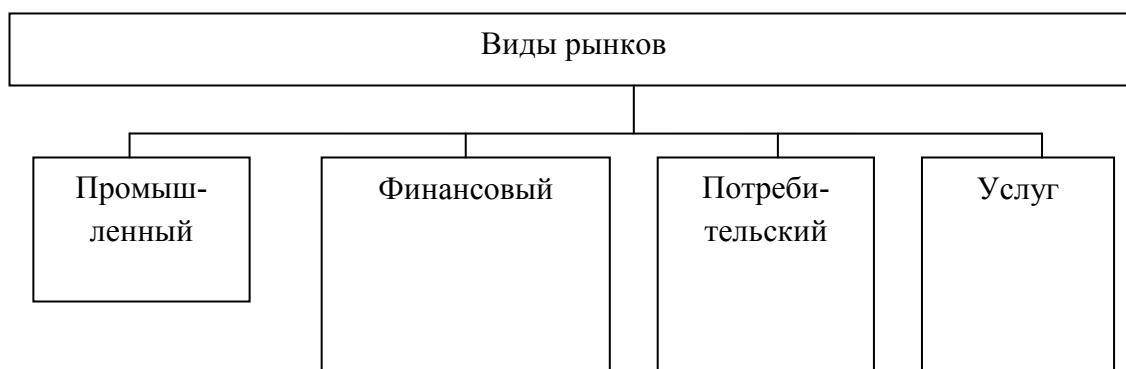 Виды рынков
Промыш-
ленный
Финансовый
Потреби-
тельский
Услуг